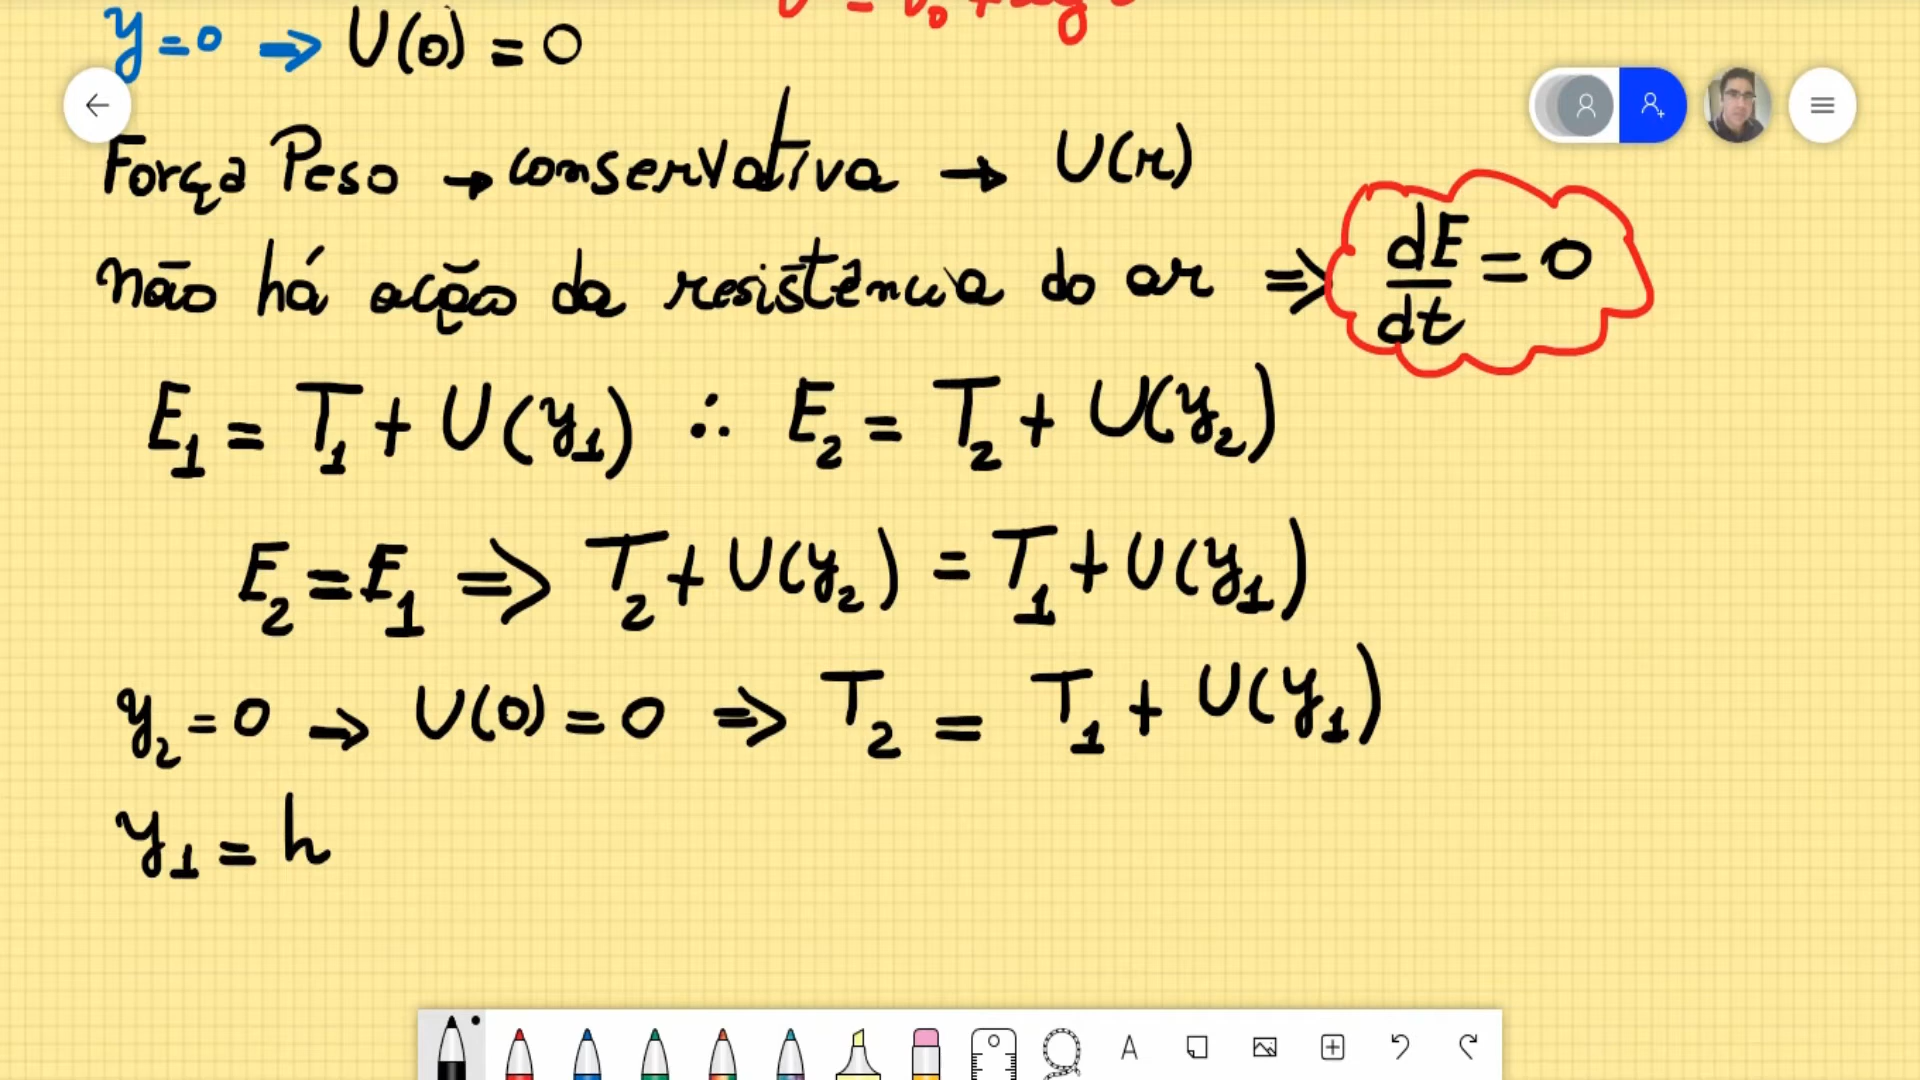 y = 0 → U(0) = 0
Força Peso → conservativa → U(r)
não há ação da resistência do ar ⇒ dE/dt = 0
E₁ = T₁ + U(y₁) ∴ E₂ = T₂ + U(y₂)
E₂ = E₁ ⇒ T₂ + U(y₂) = T₁ + U(y₁)
y₂ = 0 → U(0) = 0 ⇒ T₂ = T₁ + U(y₁)
y₁ = h
A